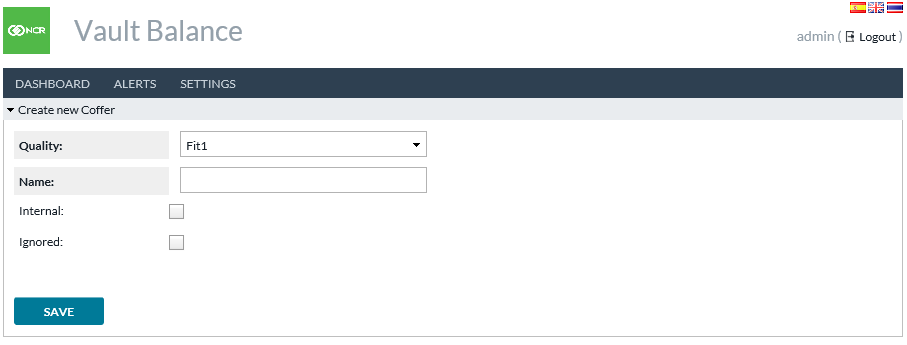 NCR
Vault Balance
admin ( Logout )
DASHBOARD ALERTS SETTINGS
Create new Coffer
Quality: Fit1
Name:
Internal:
Ignored:
SAVE